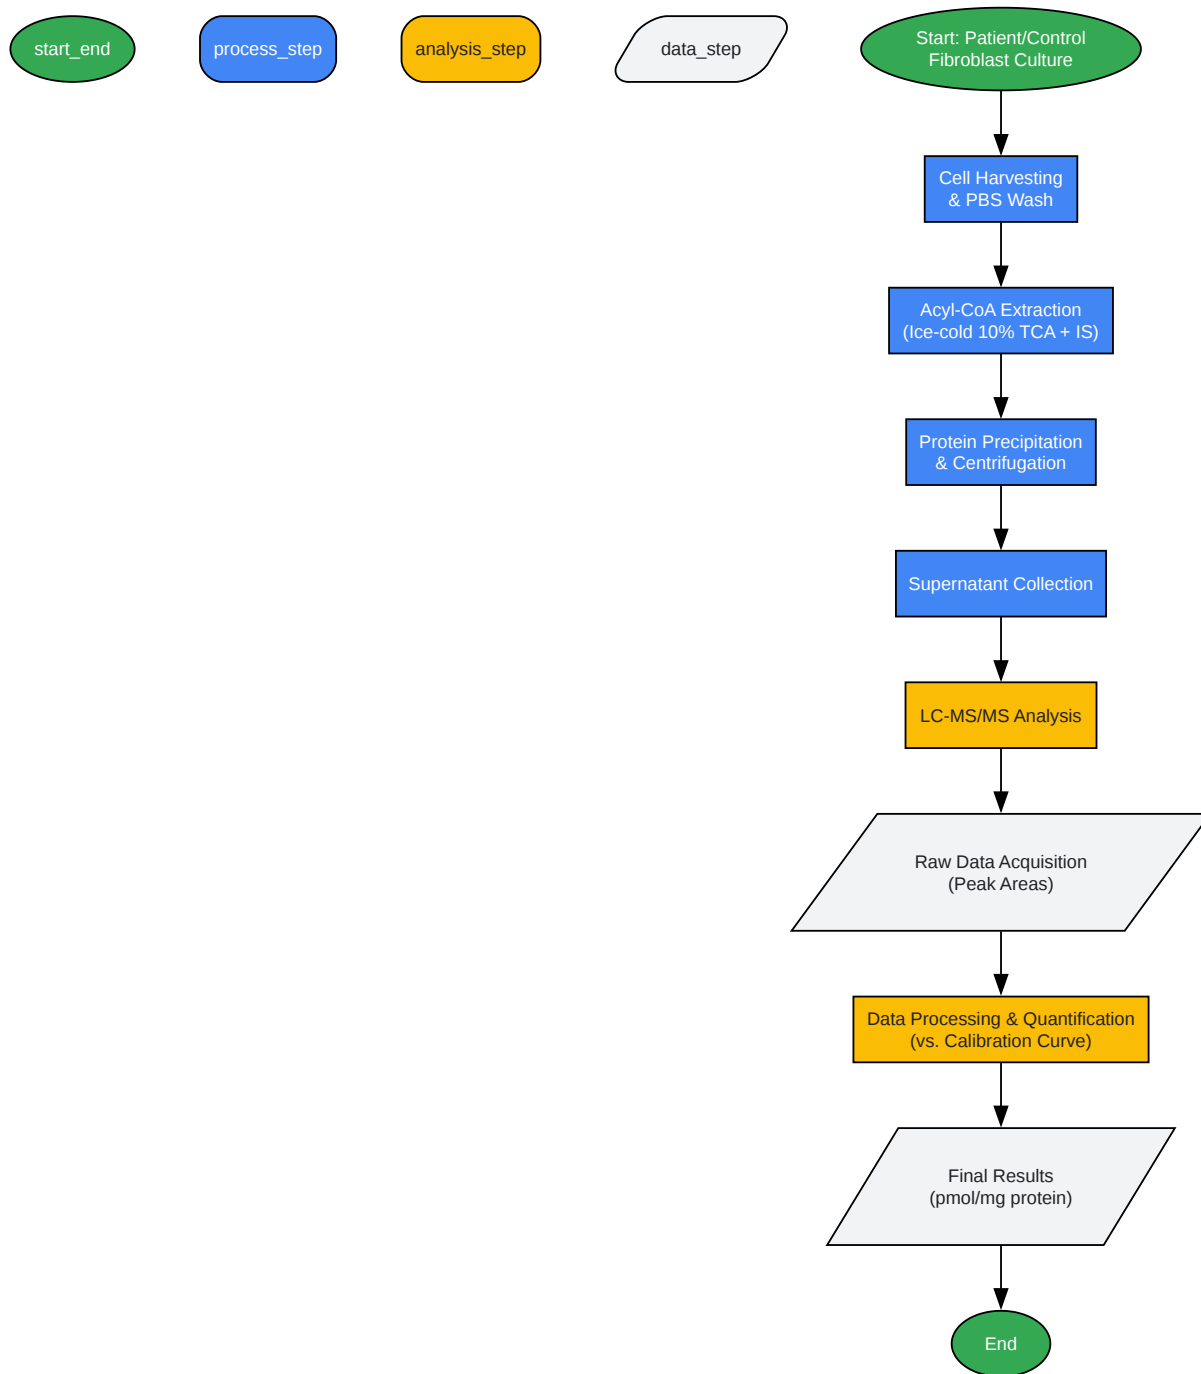 start_end
process_step
analysis_step
data_step
Start: Patient/Control
Fibroblast Culture
Cell Harvesting
& PBS Wash
Acyl-CoA Extraction
(Ice-cold 10% TCA + IS)
Protein Precipitation
& Centrifugation
Supernatant Collection
LC-MS/MS Analysis
Raw Data Acquisition
(Peak Areas)
Data Processing & Quantification
(vs. Calibration Curve)
Final Results
(pmol/mg protein)
End